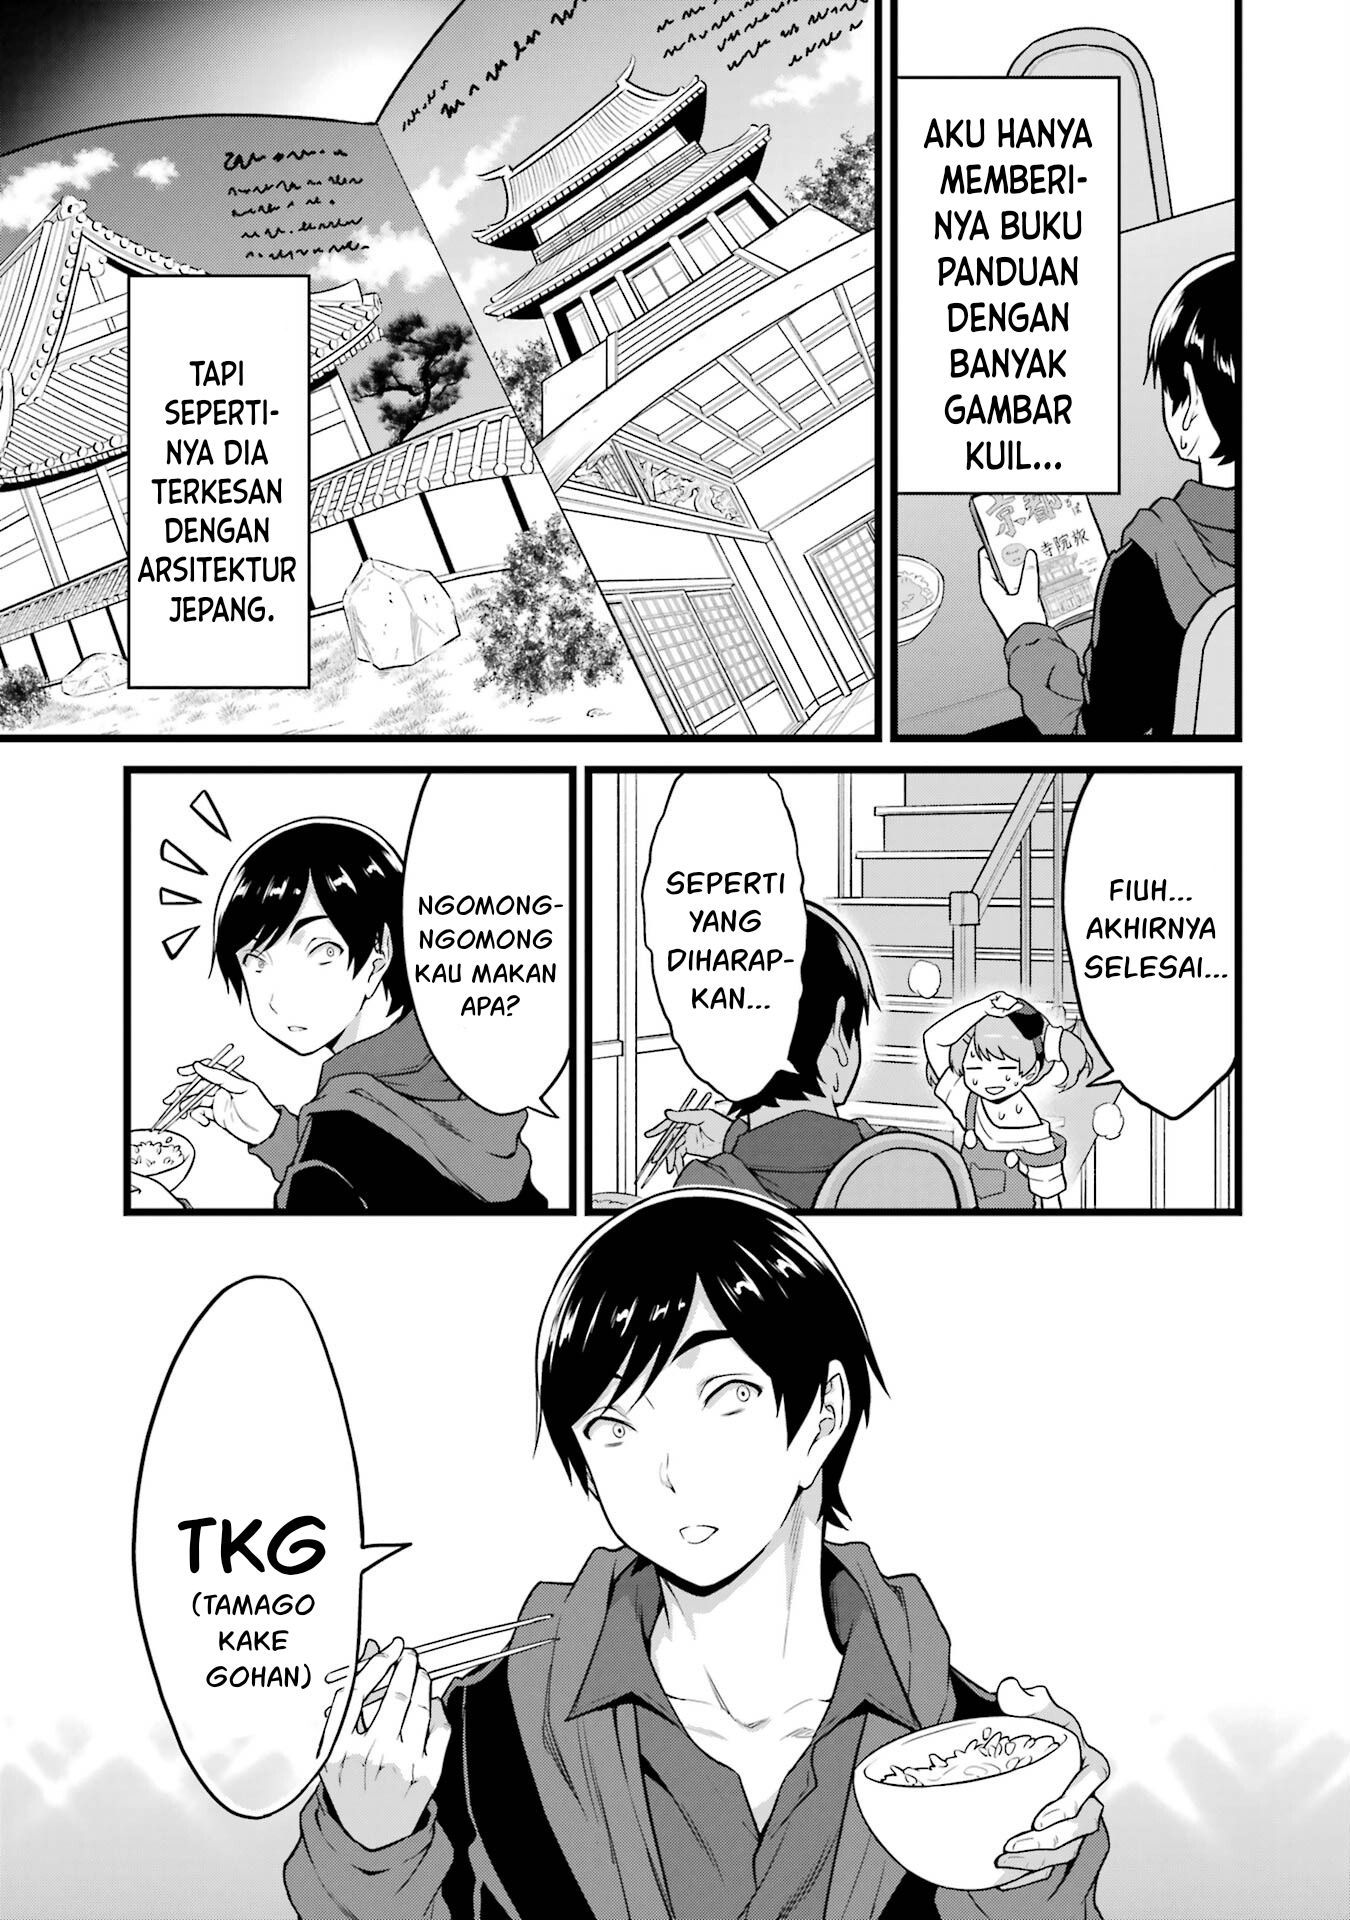 AKU HANYA
MEMBERI-
NYA BUKU
PANDUAN
DENGAN
BANYAK
GAMBAR
KUIL...
京都
寺院旅
TAPI
SEPERTI-
NYA DIA
TERKESAN
DENGAN
ARSITEKTUR
JEPANG.
FIUH...
AKHIRNYA
SELESAI...
SEPERTI
YANG
DIHARAP-
KAN...
NGOMONG-
NGOMONG
KAU MAKAN
APA?
TKG
(TAMAGO
KAKE
GOHAN)